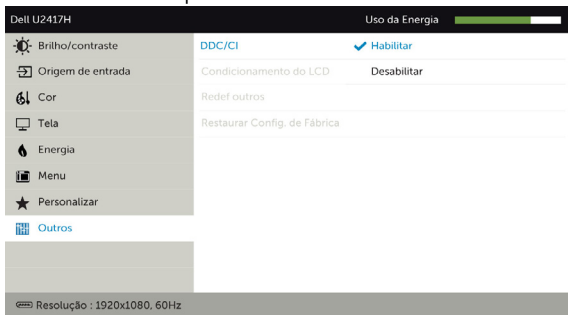 Dell U2417H
Uso da Energia
Brilho/contraste
Origem de entrada
Cor
Tela
Energia
Menu
Personalizar
Outros
DDC/CI
Condicionamento do LCD
Redef outros
Restaurar Config. de Fábrica
Habilitar
Desabilitar
Resolução : 1920x1080, 60Hz